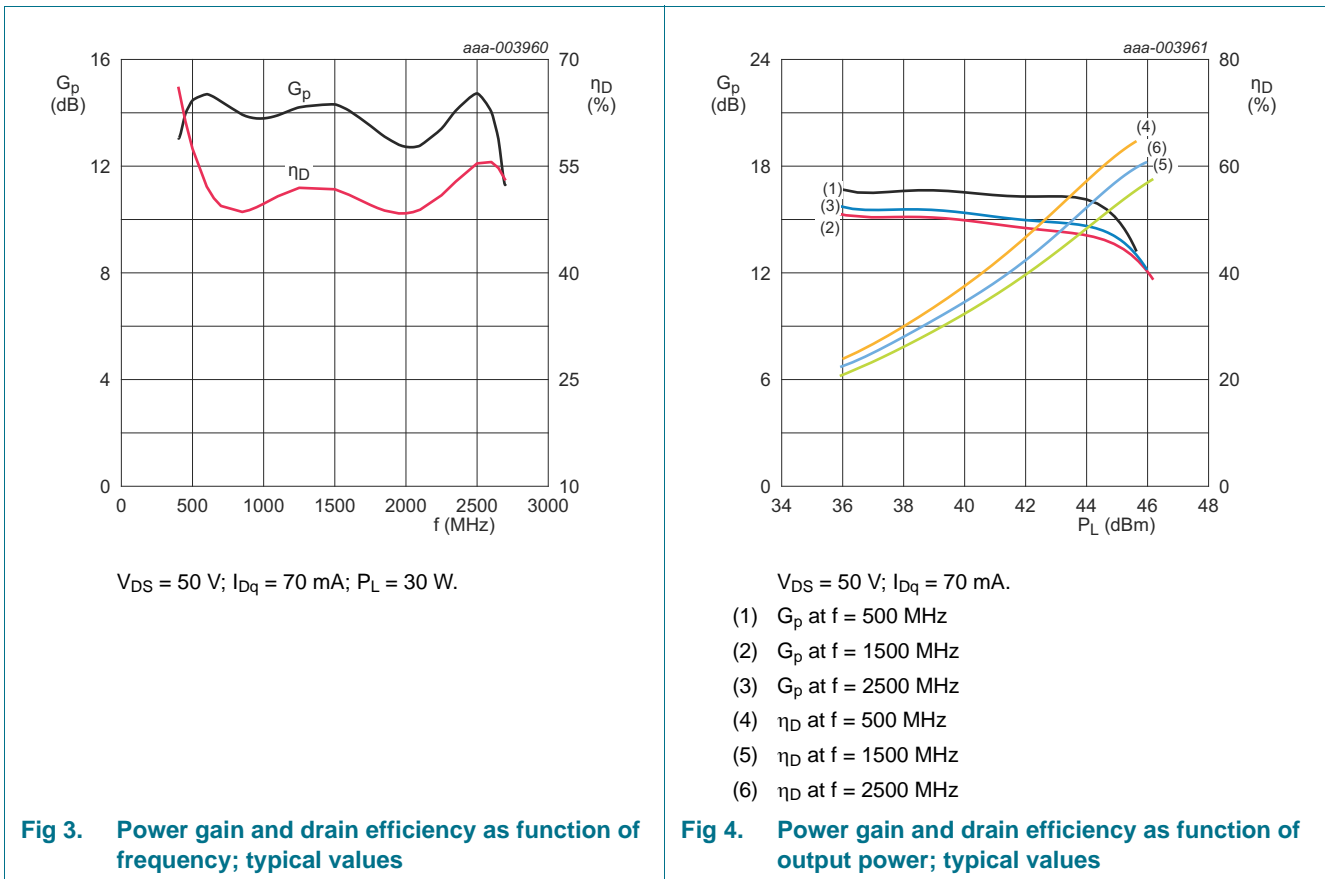 aaa-003960
16
70
Gp
(dB)
ηD
(%)
Gp
12
55
ηD
8
40
4
25
0
10
0 500 1000 1500 2000 2500 3000
f (MHz)
VDS = 50 V; IDq = 70 mA; PL = 30 W.
Fig 3. Power gain and drain efficiency as function of
frequency; typical values
aaa-003961
24
80
Gp
(dB)
ηD
(%)
(4)
(6)
(5)
18
60
(1)
(3)
(2)
12
40
6
20
0
0
34 36 38 40 42 44 46 48
PL (dBm)
VDS = 50 V; IDq = 70 mA.
(1) Gp at f = 500 MHz
(2) Gp at f = 1500 MHz
(3) Gp at f = 2500 MHz
(4) ηD at f = 500 MHz
(5) ηD at f = 1500 MHz
(6) ηD at f = 2500 MHz
Fig 4. Power gain and drain efficiency as function of
output power; typical values